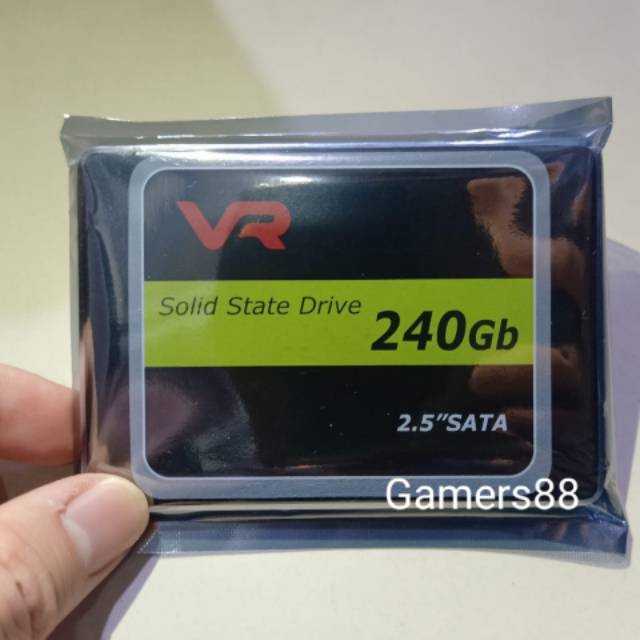 VR
Solid State Drive
240Gb
2.5"SATA
Gamers88